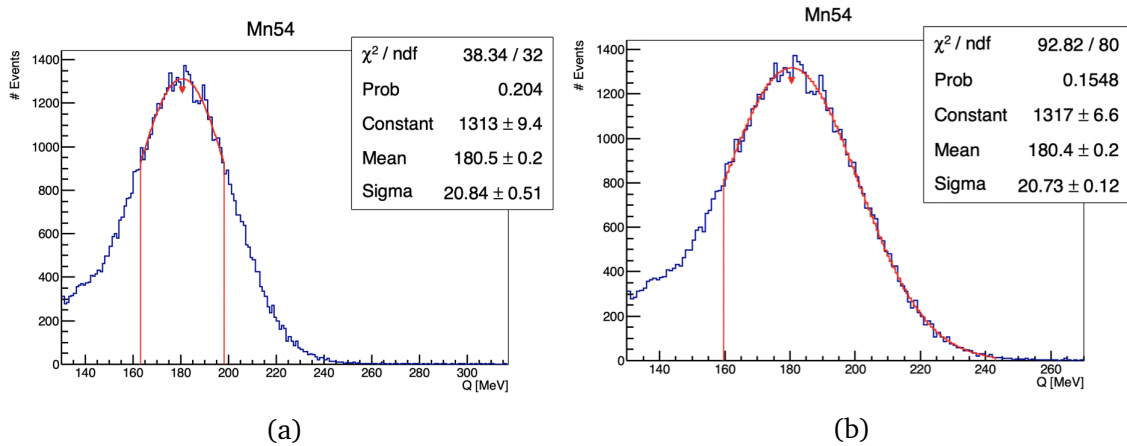 Mn54
# Events
1400
1200
1000
800
600
400
200
0
140 160 180 200 220 240 260 280 300
Q [MeV]
χ² / ndf 38.34 / 32
Prob 0.204
Constant 1313 ± 9.4
Mean 180.5 ± 0.2
Sigma 20.84 ± 0.51
(a)
Mn54
# Events
1400
1200
1000
800
600
400
200
0
140 160 180 200 220 240 260
Q [MeV]
χ² / ndf 92.82 / 80
Prob 0.1548
Constant 1317 ± 6.6
Mean 180.4 ± 0.2
Sigma 20.73 ± 0.12
(b)